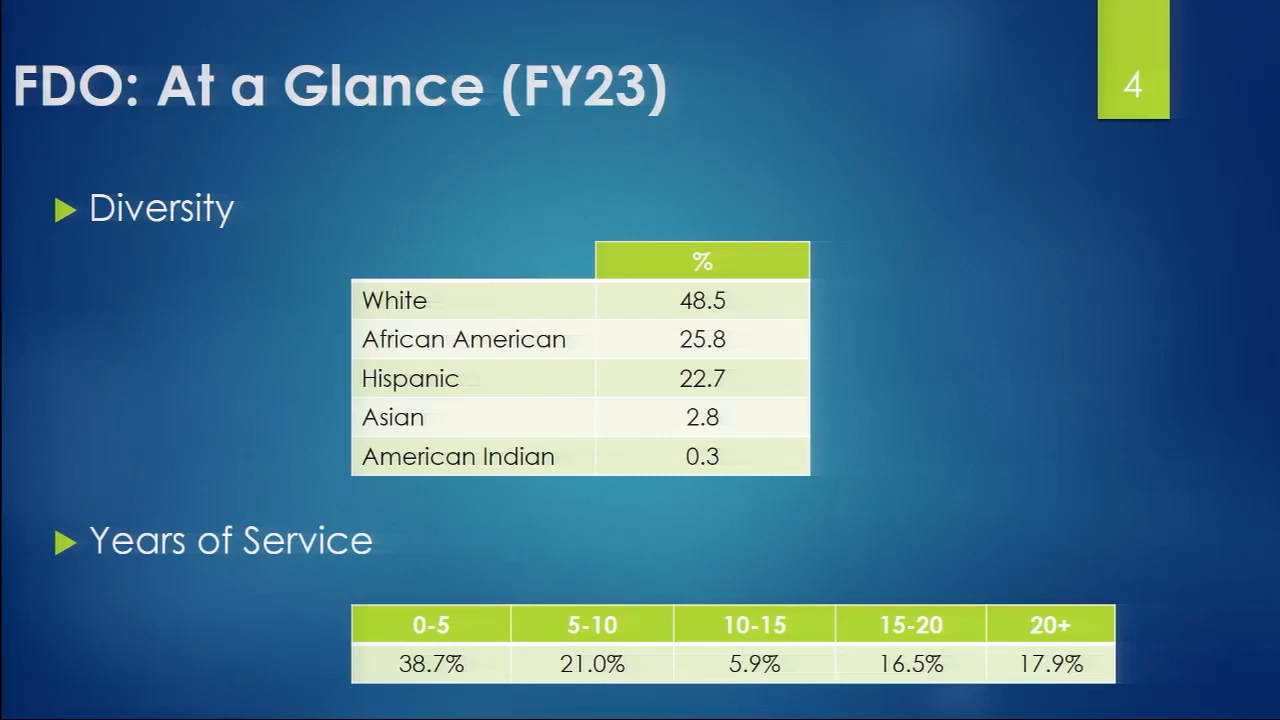 FDO: At a Glance (FY23)
4
Diversity
%
White 48.5
African American 25.8
Hispanic 22.7
Asian 2.8
American Indian 0.3
Years of Service
0-5 5-10 10-15 15-20 20+
38.7% 21.0% 5.9% 16.5% 17.9%